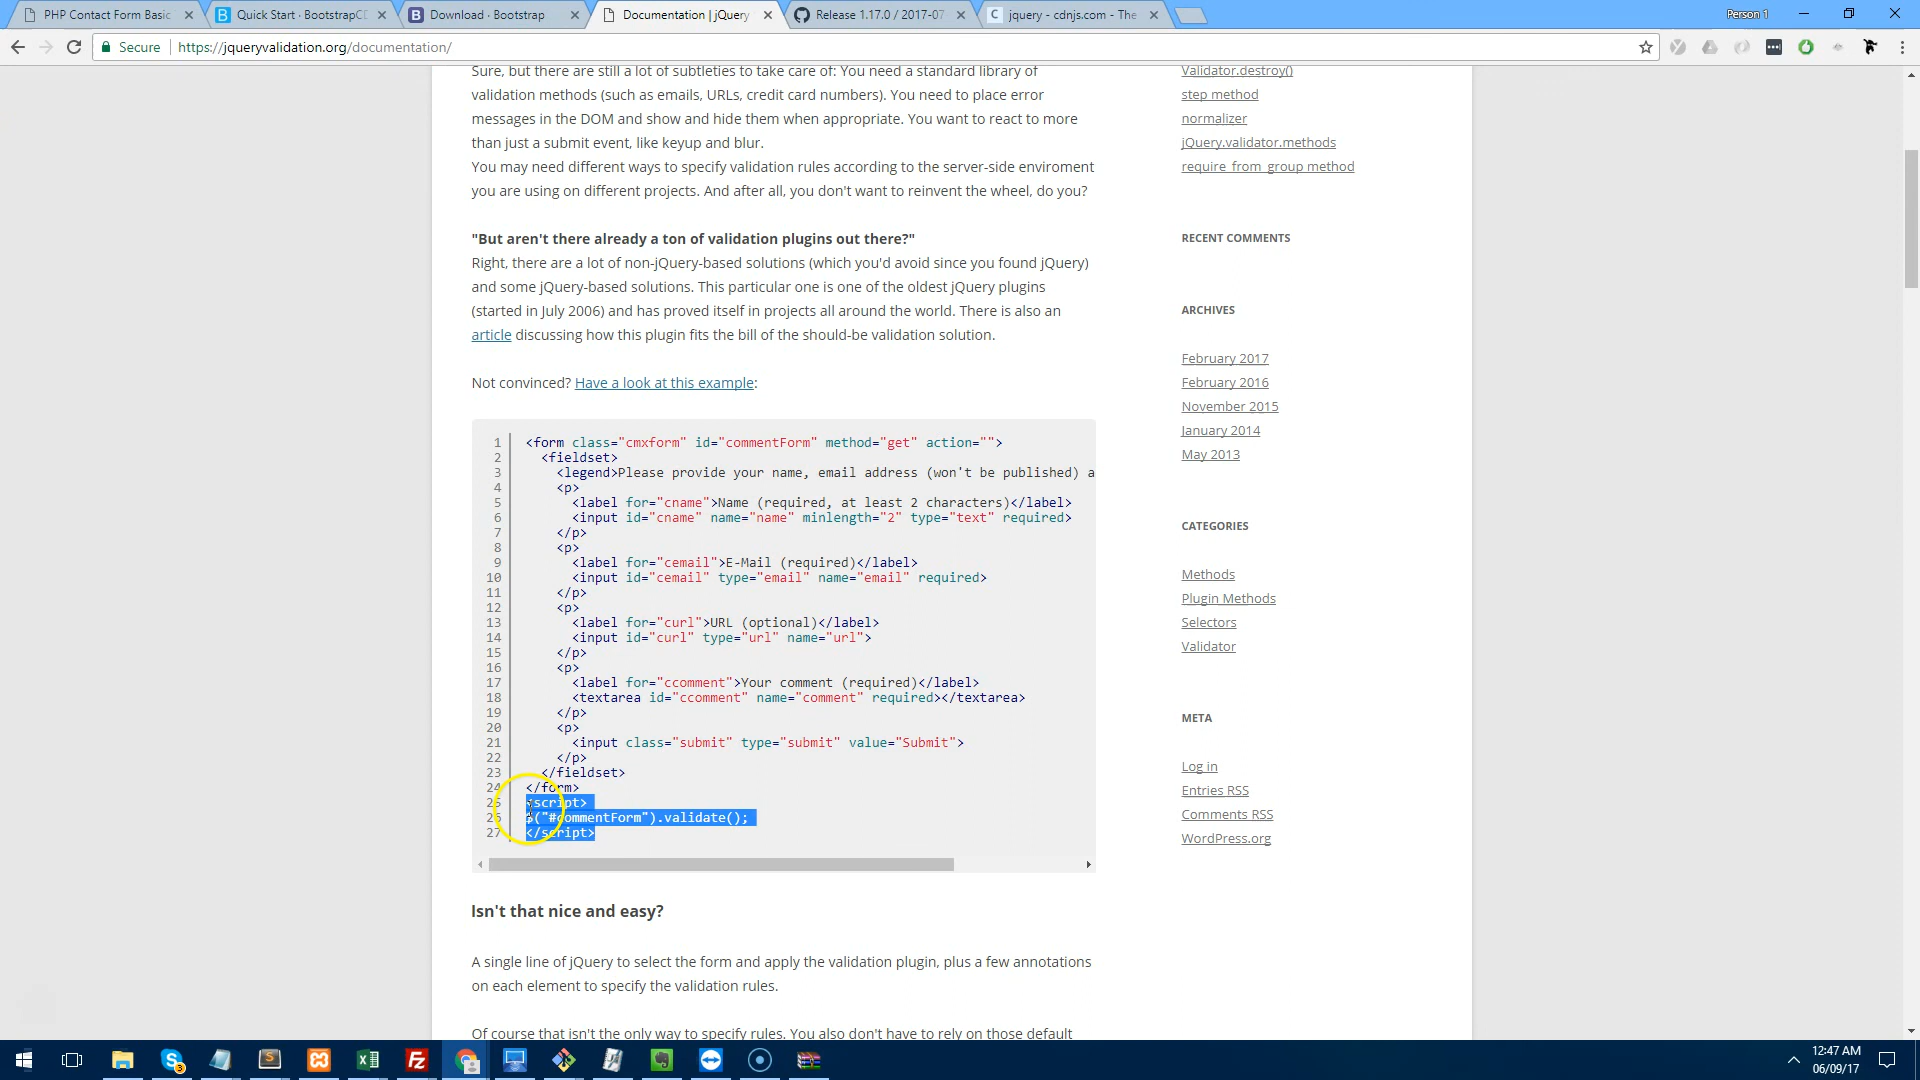 PHP Contact Form Basic
Quick Start · BootstrapCD
Download · Bootstrap
Documentation | jQuery
Release 1.17.0 / 2017-07
jquery - cdnjs.com - The
Person 1
Secure
https://jqueryvalidation.org/documentation/
Sure, but there are still a lot of subtleties to take care of: You need a standard library of
validation methods (such as emails, URLs, credit card numbers). You need to place error
messages in the DOM and show and hide them when appropriate. You want to react to more
than just a submit event, like keyup and blur.
You may need different ways to specify validation rules according to the server-side enviroment
you are using on different projects. And after all, you don't want to reinvent the wheel, do you?
"But aren't there already a ton of validation plugins out there?"
Right, there are a lot of non-jQuery-based solutions (which you'd avoid since you found jQuery)
and some jQuery-based solutions. This particular one is one of the oldest jQuery plugins
(started in July 2006) and has proved itself in projects all around the world. There is also an
article discussing how this plugin fits the bill of the should-be validation solution.
Not convinced? Have a look at this example:
1 <form class="cmxform" id="commentForm" method="get" action="">
2 <fieldset>
3 <legend>Please provide your name, email address (won't be published) a
4 <p>
5 <label for="cname">Name (required, at least 2 characters)</label>
6 <input id="cname" name="name" minlength="2" type="text" required>
7 </p>
8 <p>
9 <label for="cemail">E-Mail (required)</label>
10 <input id="cemail" type="email" name="email" required>
11 </p>
12 <p>
13 <label for="curl">URL (optional)</label>
14 <input id="curl" type="url" name="url">
15 </p>
16 <p>
17 <label for="ccomment">Your comment (required)</label>
18 <textarea id="ccomment" name="comment" required></textarea>
19 </p>
20 <p>
21 <input class="submit" type="submit" value="Submit">
22 </p>
23 </fieldset>
24 </form>
25 <script>
26 $("#commentForm").validate();
27 </script>
Isn't that nice and easy?
A single line of jQuery to select the form and apply the validation plugin, plus a few annotations
on each element to specify the validation rules.
Of course that isn't the only way to specify rules. You also don't have to rely on those default
Validator.destroy()
step method
normalizer
jQuery.validator.methods
require_from_group method
RECENT COMMENTS
ARCHIVES
February 2017
February 2016
November 2015
January 2014
May 2013
CATEGORIES
Methods
Plugin Methods
Selectors
Validator
META
Log in
Entries RSS
Comments RSS
WordPress.org
12:47 AM
06/09/17